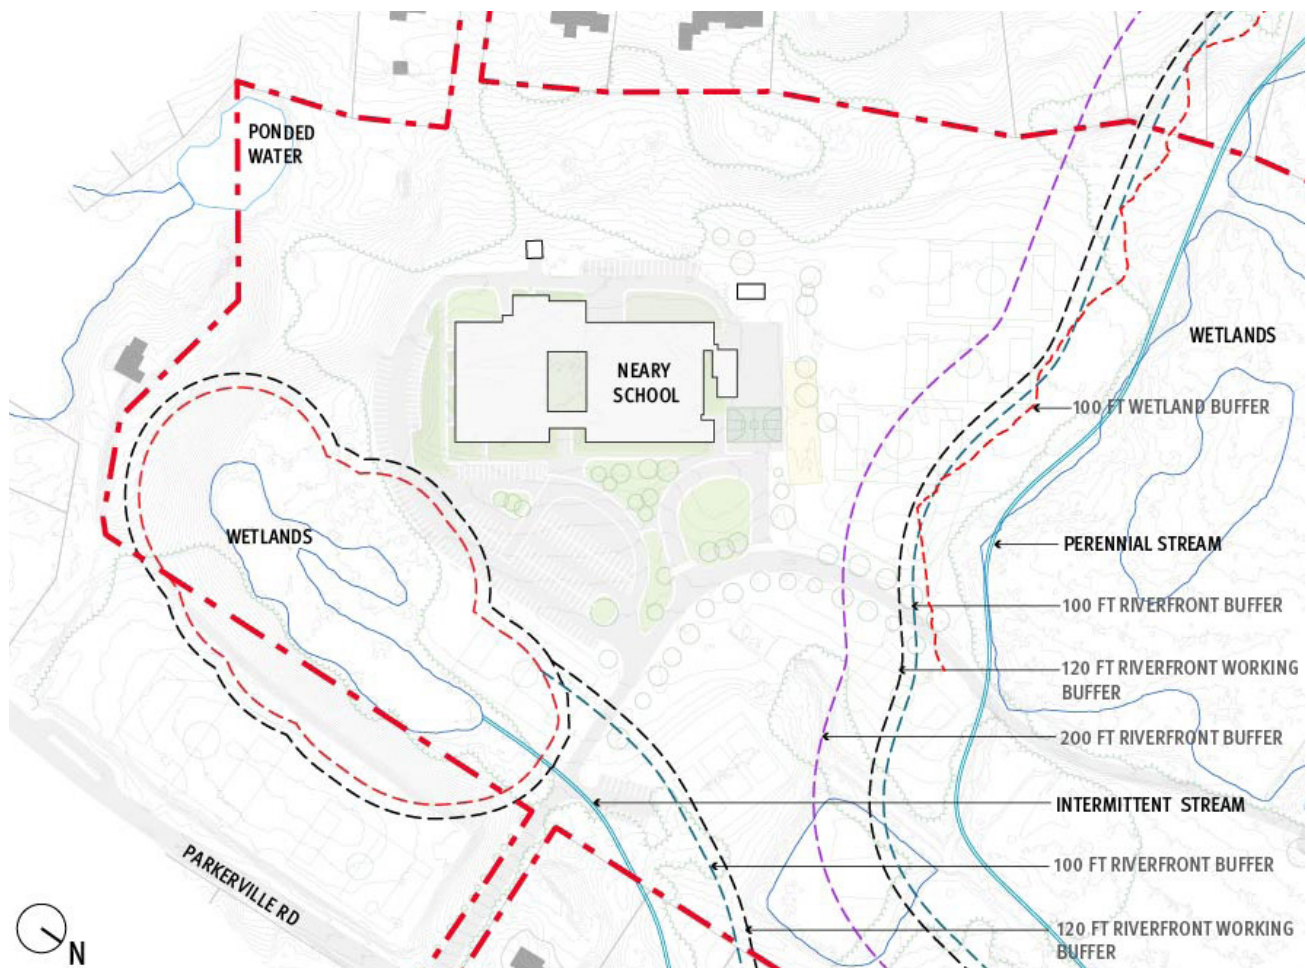 PONDED
WATER
NEARY
SCHOOL
WETLANDS
100 FT WETLAND BUFFER
WETLANDS
PERENNIAL STREAM
100 FT RIVERFRONT BUFFER
120 FT RIVERFRONT WORKING
BUFFER
200 FT RIVERFRONT BUFFER
INTERMITTENT STREAM
100 FT RIVERFRONT BUFFER
120 FT RIVERFRONT WORKING
BUFFER
PARKERVILLE RD
N